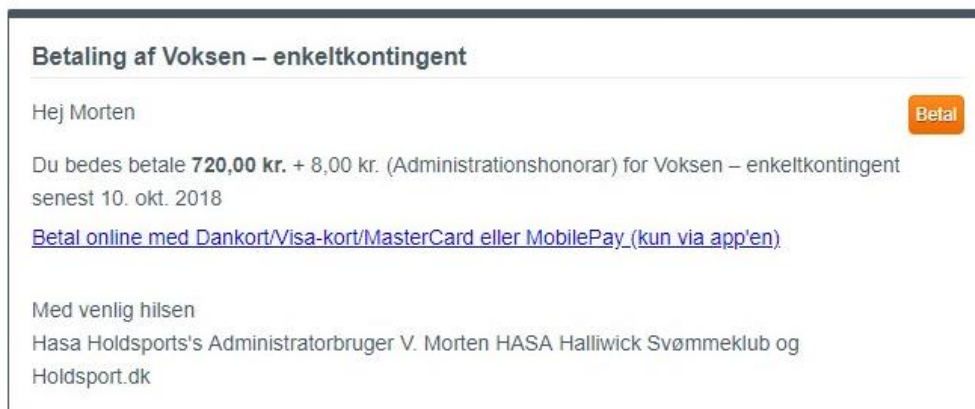 Betaling af Voksen – enkeltkontingent
Hej Morten
Betal
Du bedes betale 720,00 kr. + 8,00 kr. (Administrationshonorar) for Voksen – enkeltkontingent
senest 10. okt. 2018
Betal online med Dankort/Visa-kort/MasterCard eller MobilePay (kun via app'en)
Med venlig hilsen
Hasa Holdsports's Administratorbruger V. Morten HASA Halliwick Svømmeklub og
Holdsport.dk